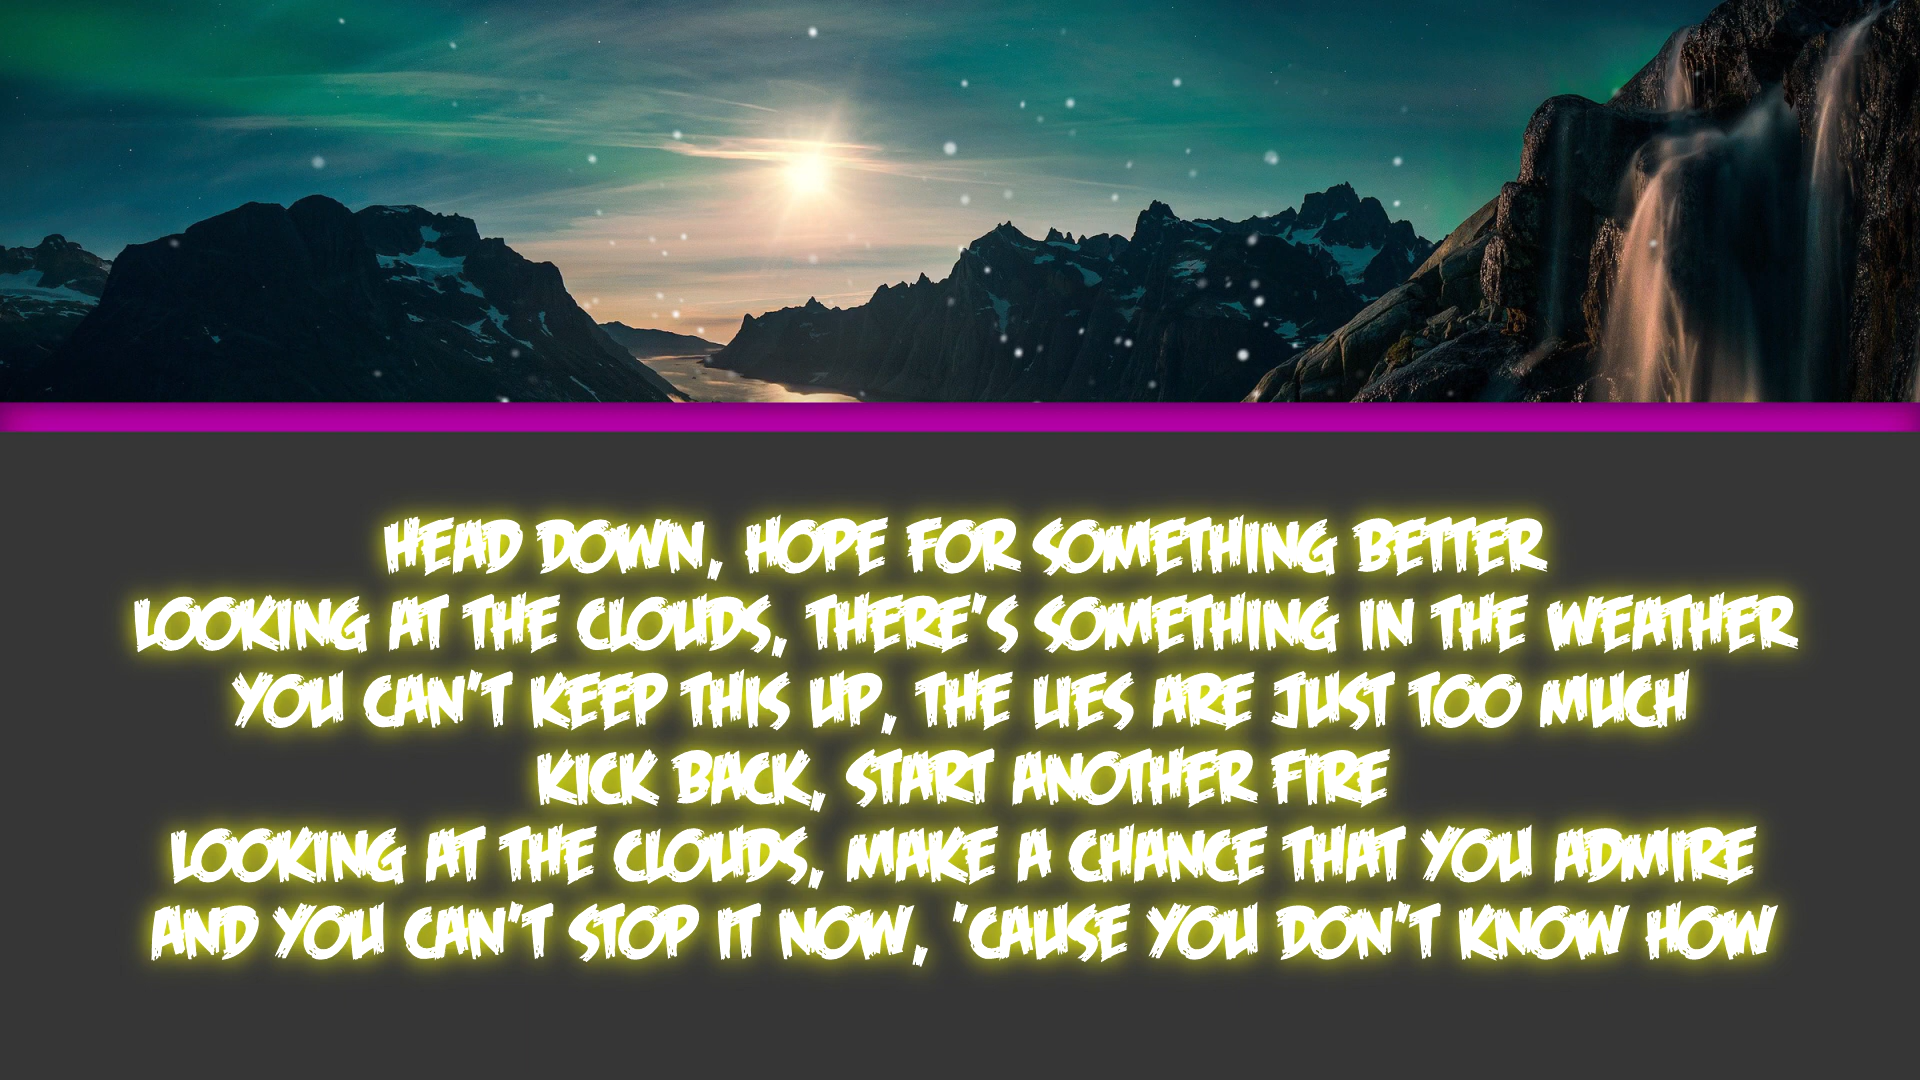 HEAD DOWN, HOPE FOR SOMETHING BETTER
LOOKING AT THE CLOUDS, THERE'S SOMETHING IN THE WEATHER
YOU CAN'T KEEP THIS UP, THE LIES ARE JUST TOO MUCH
KICK BACK, START ANOTHER FIRE
LOOKING AT THE CLOUDS, MAKE A CHANCE THAT YOU ADMIRE
AND YOU CAN'T STOP IT NOW, 'CAUSE YOU DON'T KNOW HOW